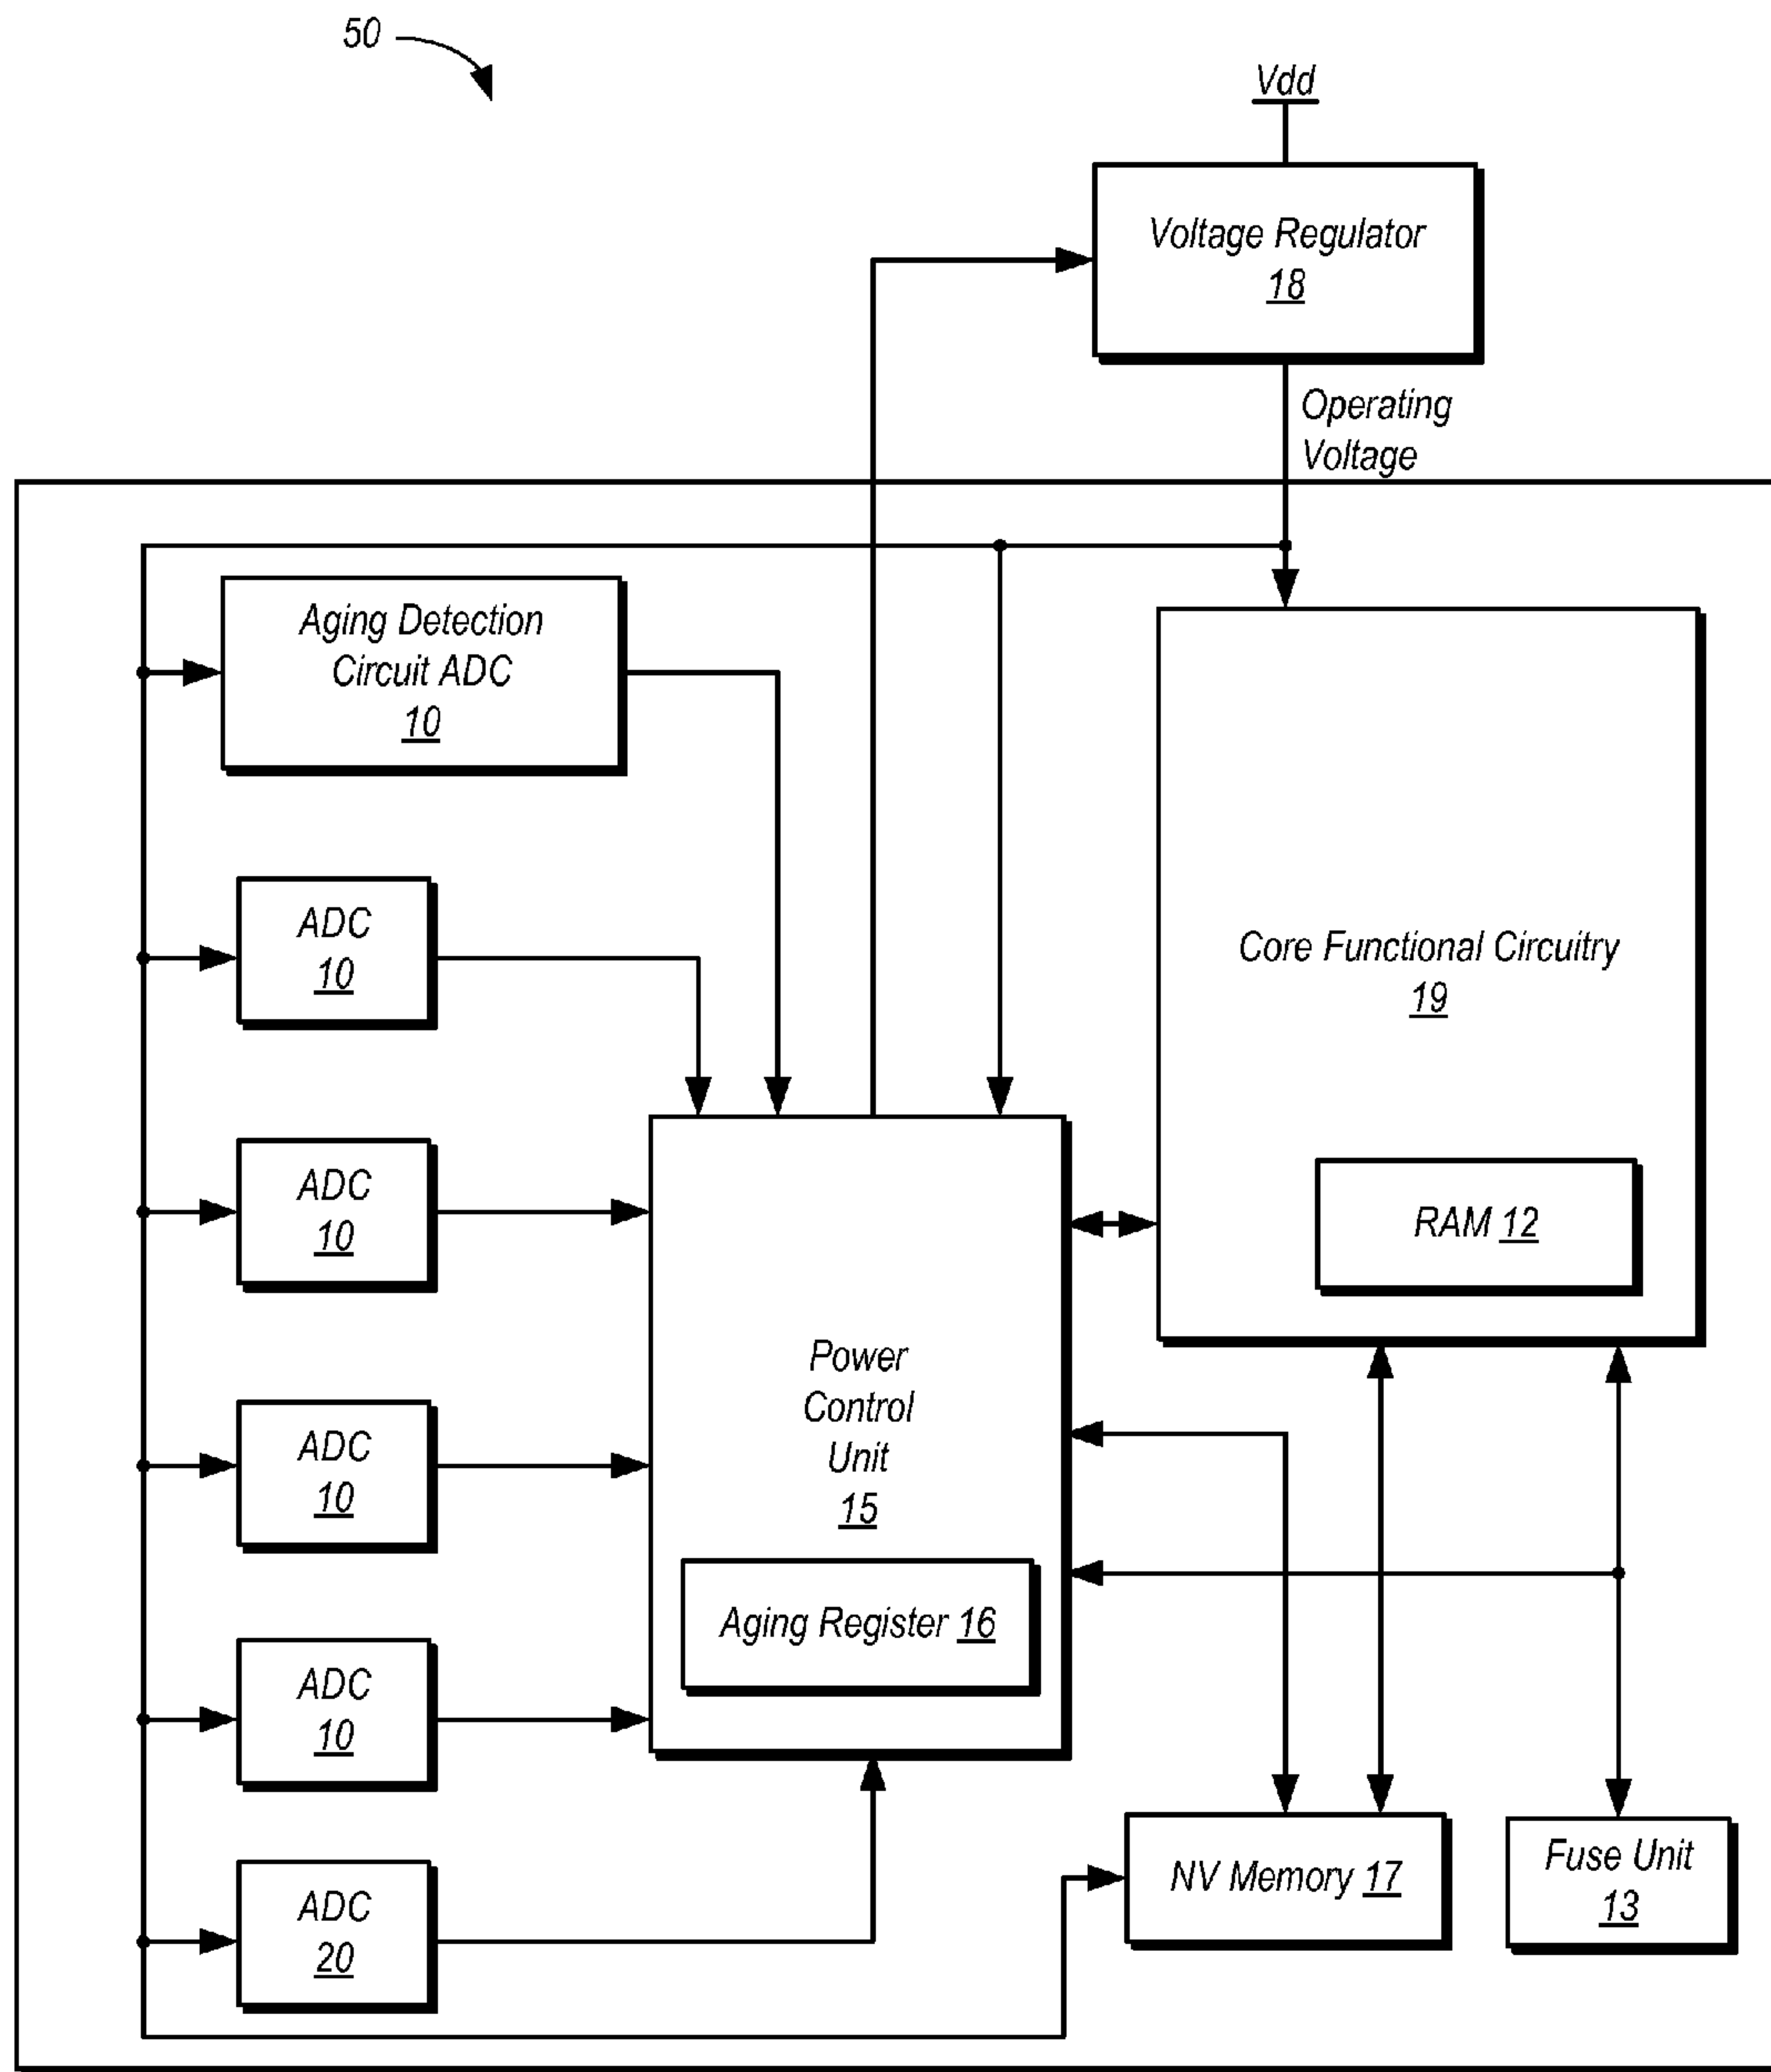 50
Vdd
Voltage Regulator
18
Operating
Voltage
Aging Detection
Circuit ADC
10
ADC
10
Core Functional Circuitry
19
ADC
10
RAM 12
Power
Control
Unit
15
ADC
10
Aging Register 16
ADC
10
NV Memory 17
Fuse Unit
13
ADC
20